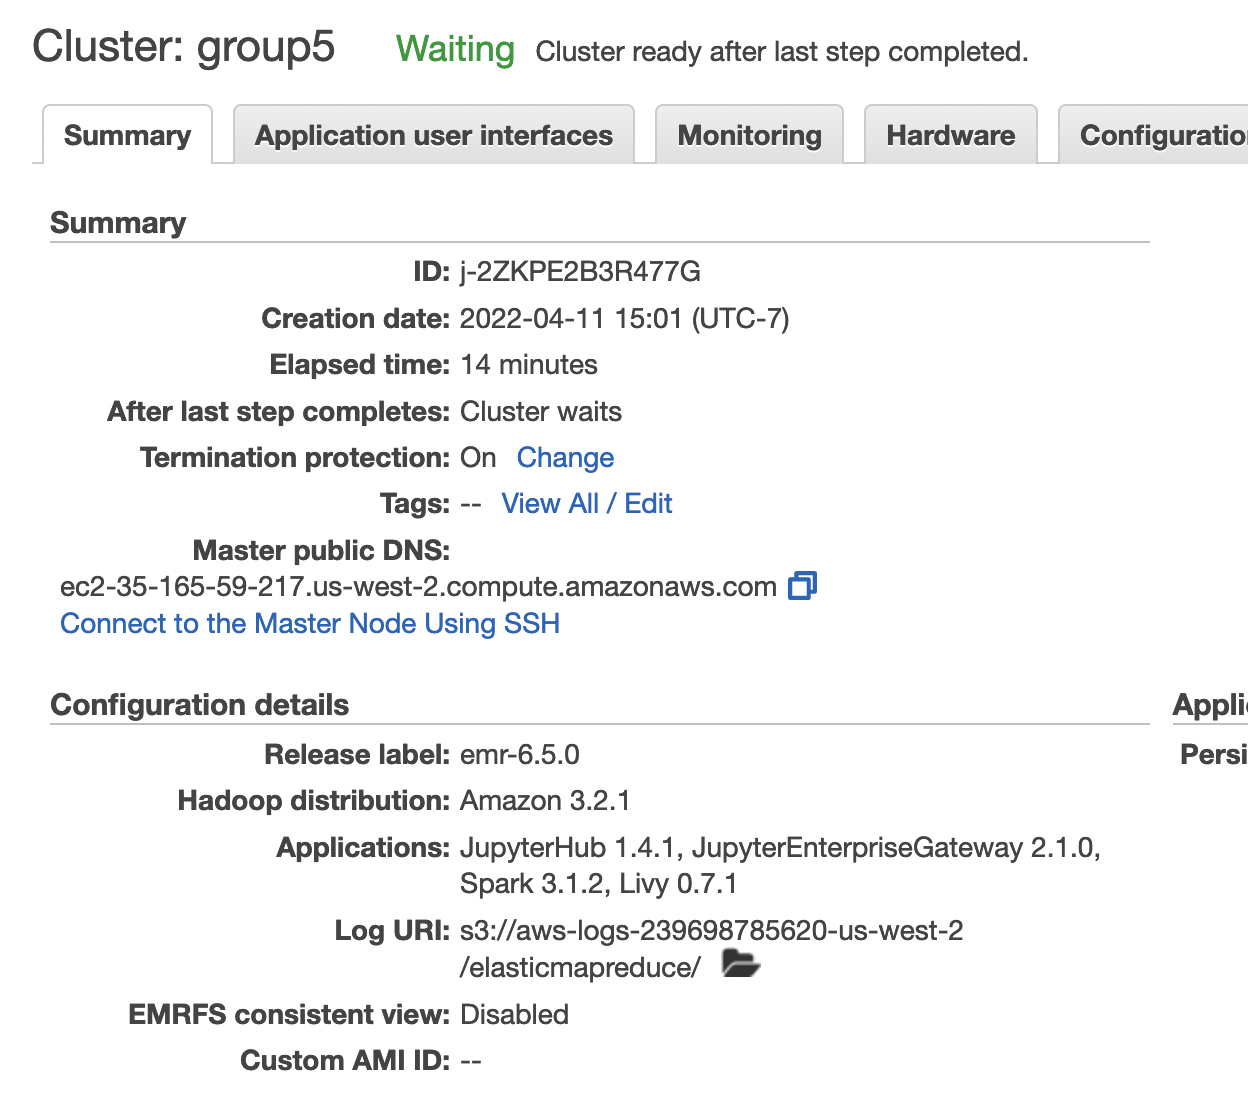 Cluster: group5 Waiting Cluster ready after last step completed.
Summary Application user interfaces Monitoring Hardware Configuratio
Summary
ID: j-2ZKPE2B3R477G
Creation date: 2022-04-11 15:01 (UTC-7)
Elapsed time: 14 minutes
After last step completes: Cluster waits
Termination protection: On Change
Tags: -- View All / Edit
Master public DNS:
ec2-35-165-59-217.us-west-2.compute.amazonaws.com
Connect to the Master Node Using SSH
Configuration details
Release label: emr-6.5.0
Hadoop distribution: Amazon 3.2.1
Applications: JupyterHub 1.4.1, JupyterEnterpriseGateway 2.1.0,
Spark 3.1.2, Livy 0.7.1
Log URI: s3://aws-logs-239698785620-us-west-2
/elasticmapreduce/
EMRFS consistent view: Disabled
Custom AMI ID: --
Appli
Persi